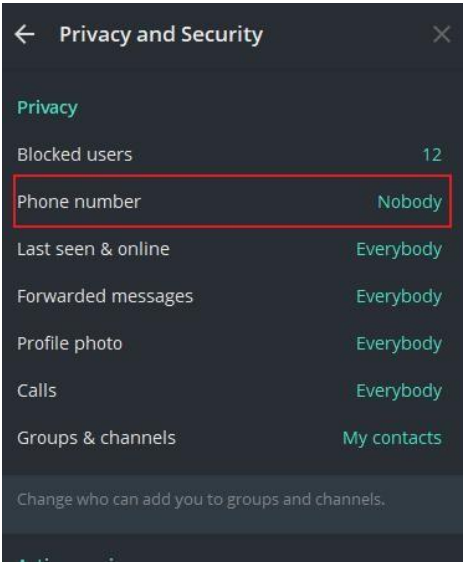 Privacy and Security
Privacy
Blocked users 12
Phone number Nobody
Last seen & online Everybody
Forwarded messages Everybody
Profile photo Everybody
Calls Everybody
Groups & channels My contacts
Change who can add you to groups and channels.